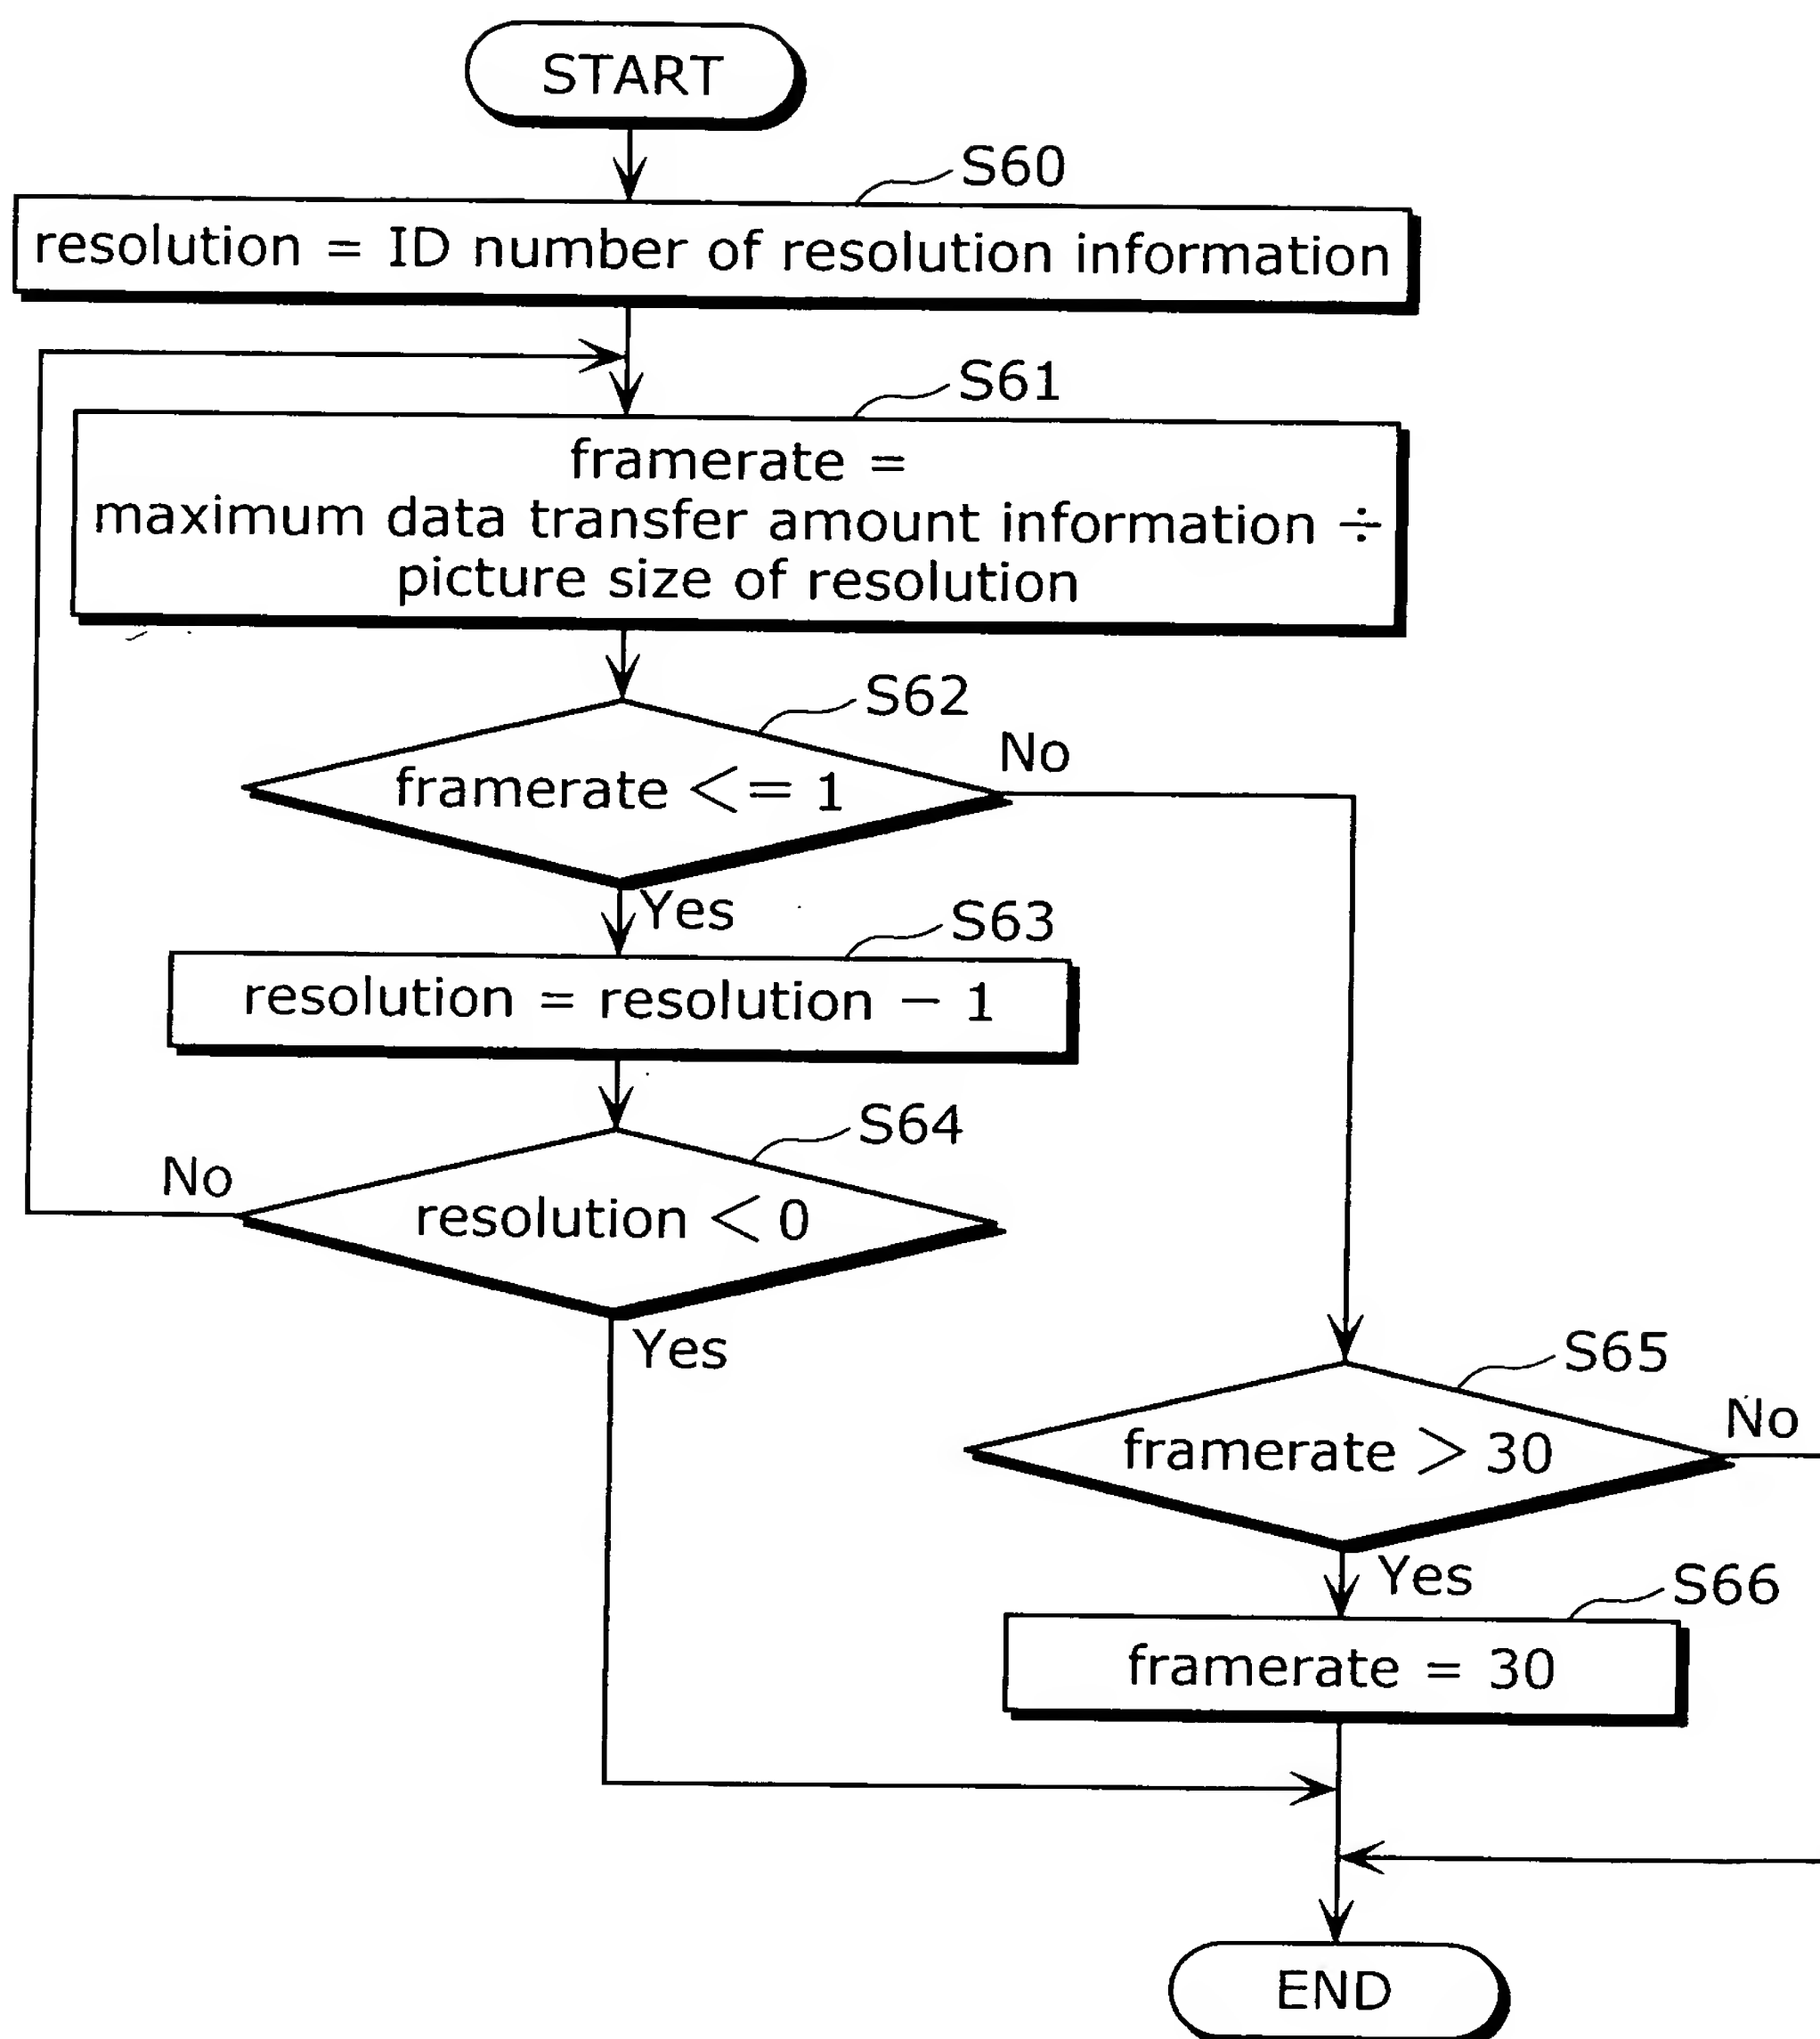 START
S60
resolution = ID number of resolution information
S61
framerate =
maximum data transfer amount information ÷
picture size of resolution
S62
framerate <= 1
No
Yes
S63
resolution = resolution − 1
S64
No
resolution < 0
Yes
S65
framerate > 30
No
Yes
S66
framerate = 30
END